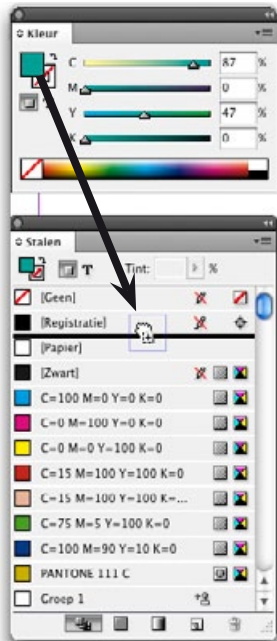 Kleur
C 87 %
M 0 %
Y 47 %
K 0 %
Stalen
T Tint: %
[Geen]
[Registratie]
[Papier]
[Zwart]
C=100 M=0 Y=0 K=0
C=0 M=100 Y=0 K=0
C=0 M=0 Y=100 K=0
C=15 M=100 Y=100 K=0
C=15 M=100 Y=100 K=...
C=75 M=5 Y=100 K=0
C=100 M=90 Y=10 K=0
PANTONE 111 C
Groep 1